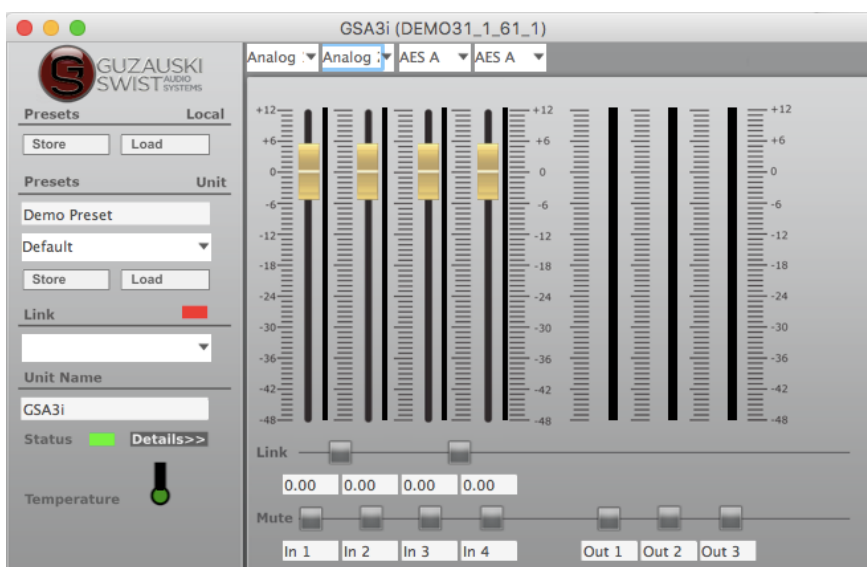 GSA3i (DEMO31_1_61_1)
GUZAUSKI
SWIST AUDIO SYSTEMS
Presets Local
Store Load
Presets Unit
Demo Preset
Default
Store Load
Link
Unit Name
GSA3i
Status Details>>
Temperature
Analog Analog AES A AES A
+12 +12 +12
+6 +6 +6
0 0 0
-6 -6 -6
-12 -12 -12
-18 -18 -18
-24 -24 -24
-30 -30 -30
-36 -36 -36
-42 -42 -42
-48 -48 -48
Link
0.00 0.00 0.00 0.00
Mute
In 1 In 2 In 3 In 4 Out 1 Out 2 Out 3